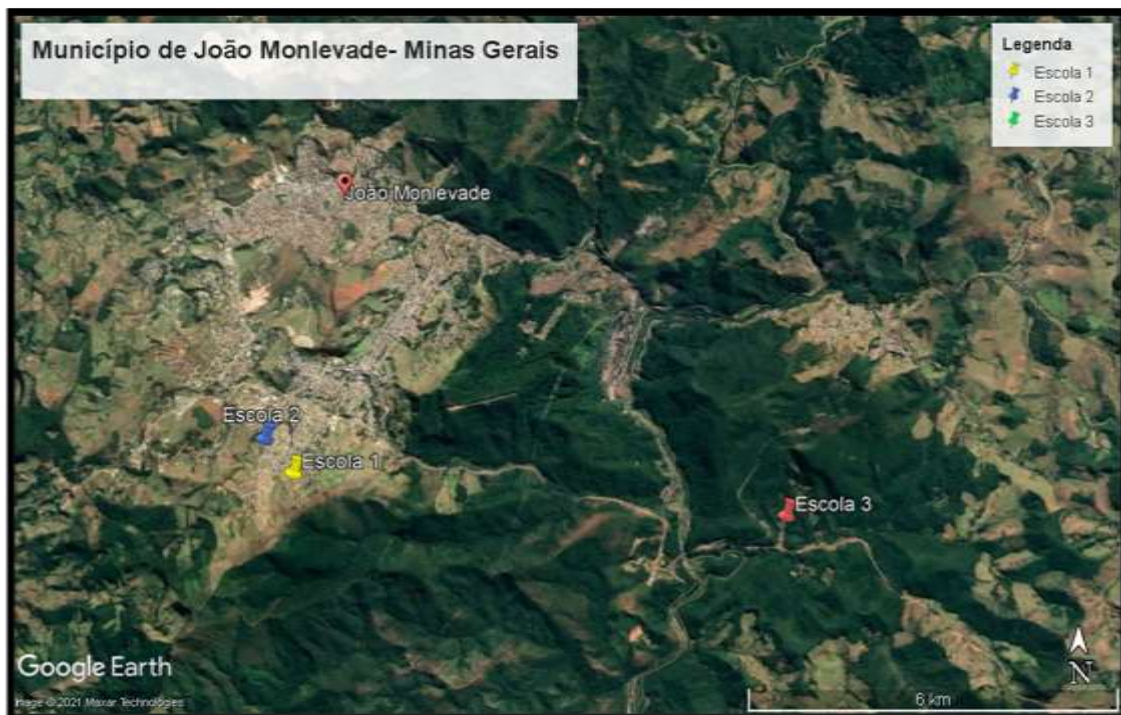 Município de João Monlevade- Minas Gerais
Legenda
Escola 1
Escola 2
Escola 3
João Monlevade
Escola 2
Escola 1
Escola 3
Google Earth
N
Image © 2021 Maxar Technologies
6 km